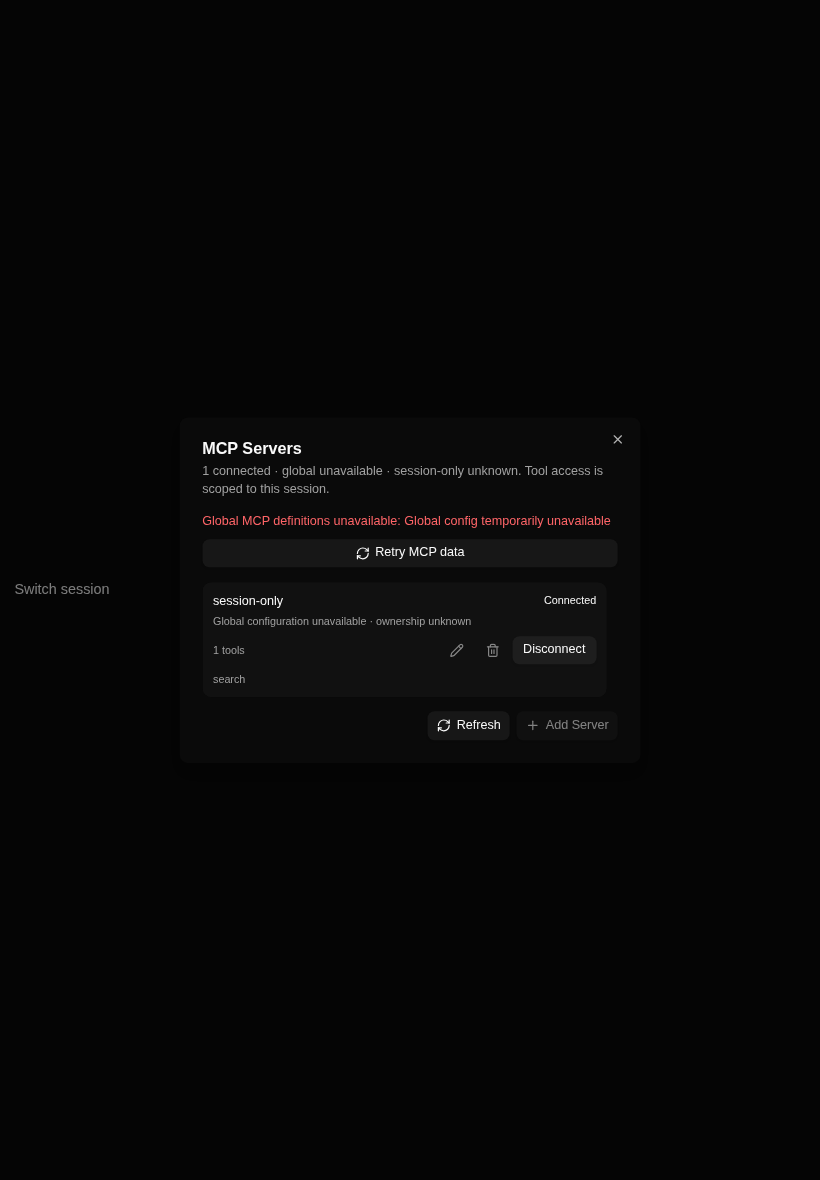 MCP Servers
1 connected · global unavailable · session-only unknown. Tool access is
scoped to this session.
Global MCP definitions unavailable: Global config temporarily unavailable
Retry MCP data
Switch session
session-only
Connected
Global configuration unavailable · ownership unknown
1 tools
Disconnect
search
Refresh
Add Server